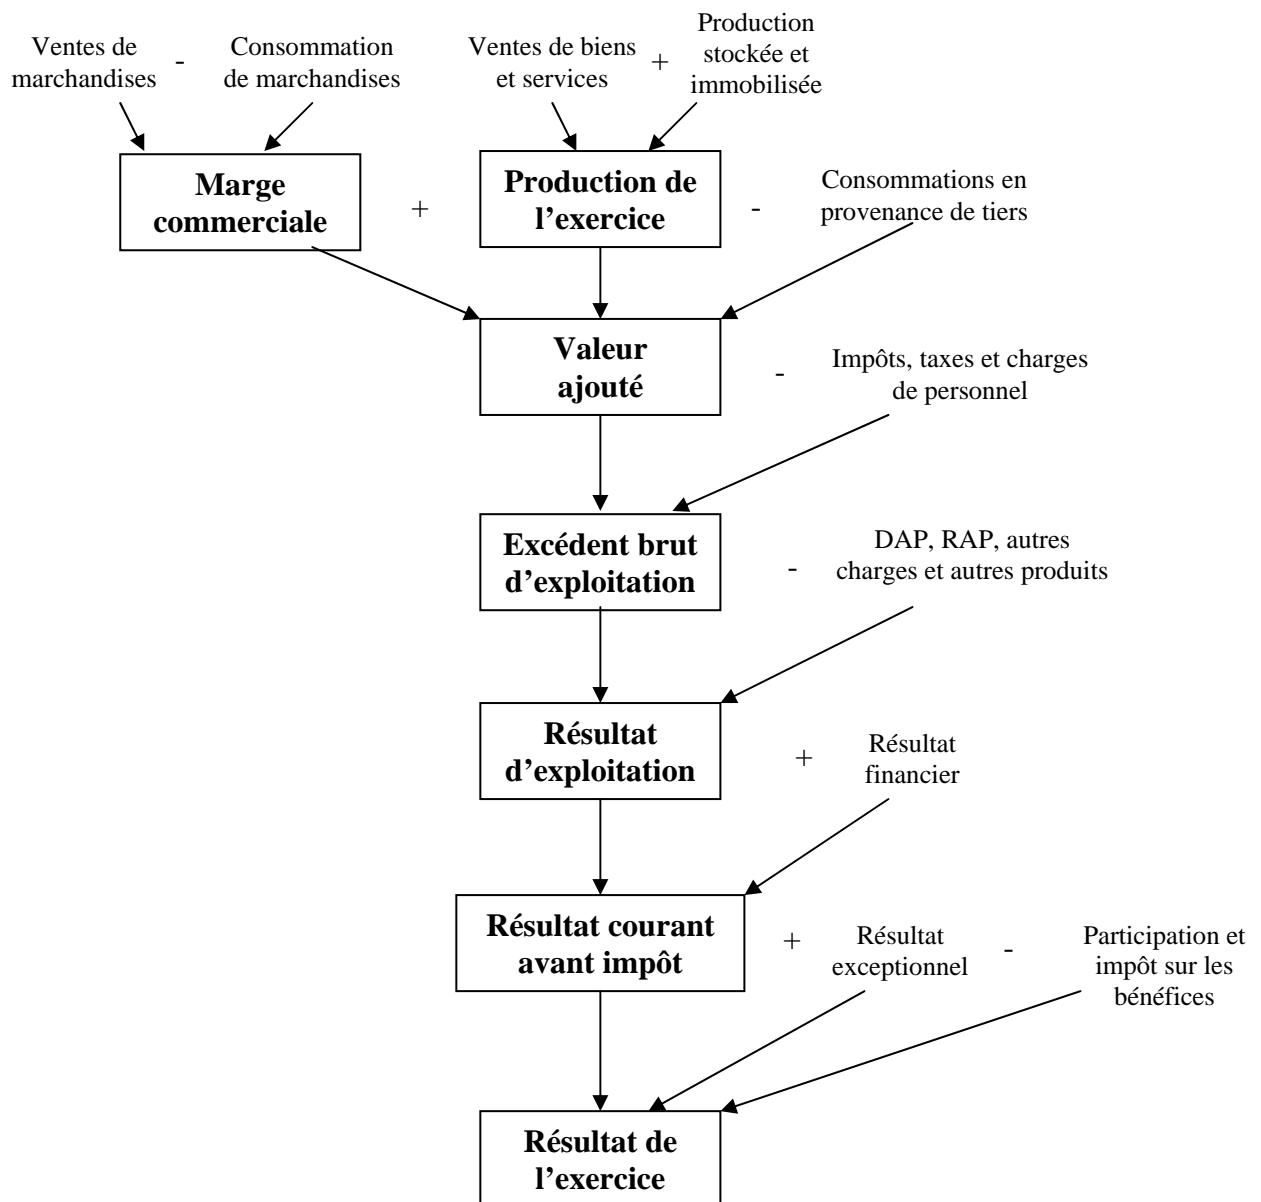 Ventes de
marchandises
-
Consommation
de marchandises
Ventes de biens
et services
+
Production
stockée et
immobilisée
Marge
commerciale
+
Production de
l’exercice
-
Consommations en
provenance de tiers
Valeur
ajouté
-
Impôts, taxes et charges
de personnel
Excédent brut
d’exploitation
-
DAP, RAP, autres
charges et autres produits
Résultat
d’exploitation
+
Résultat
financier
Résultat courant
avant impôt
+
Résultat
exceptionnel
-
Participation et
impôt sur les
bénéfices
Résultat de
l’exercice